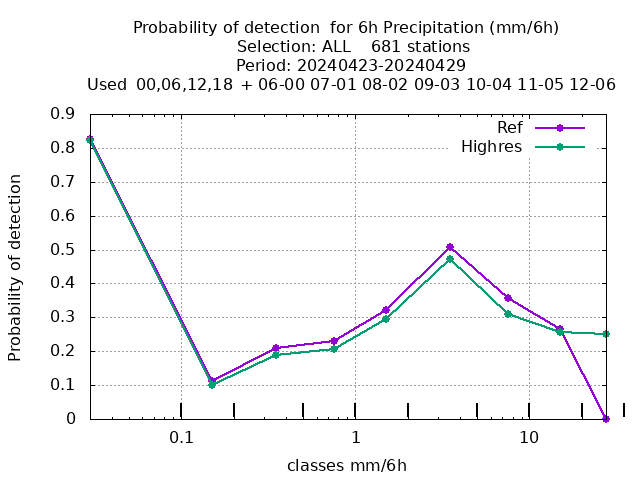 Probability of detection  for 6h Precipitation (mm/6h)
Selection: ALL    681 stations
Period: 20240423-20240429
Used  00,06,12,18  + 06-00 07-01 08-02 09-03 10-04 11-05 12-06
Ref
Highres
Probability of detection
0.9
0.8
0.7
0.6
0.5
0.4
0.3
0.2
0.1
0
0.1
1
10
classes mm/6h